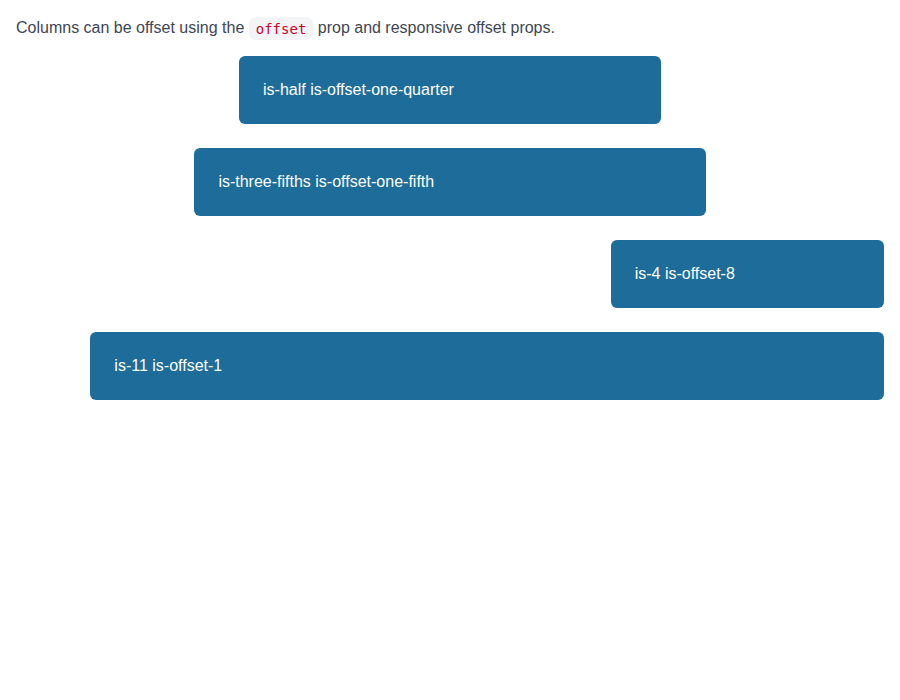 Columns can be offset using the offset prop and responsive offset props.
is-half is-offset-one-quarter
is-three-fifths is-offset-one-fifth
is-4 is-offset-8
is-11 is-offset-1